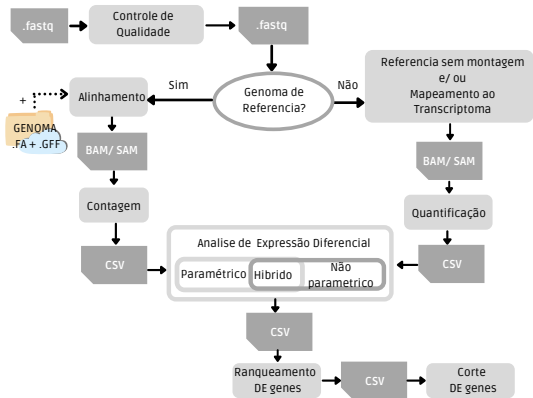 .fastq
Controle de
Qualidade
.fastq
Genoma de
Referencia?
Sim
Não
Alinhamento
+
GENOMA
.FA + .GFF
BAM/ SAM
Contagem
CSV
Referencia sem montagem
e/ ou
Mapeamento ao
Transcriptoma
BAM/ SAM
Quantificação
CSV
Analise de Expressão Diferencial
Paramétrico
Hibrido
Não
parametrico
CSV
Ranqueamento
DE genes
CSV
Corte
DE genes